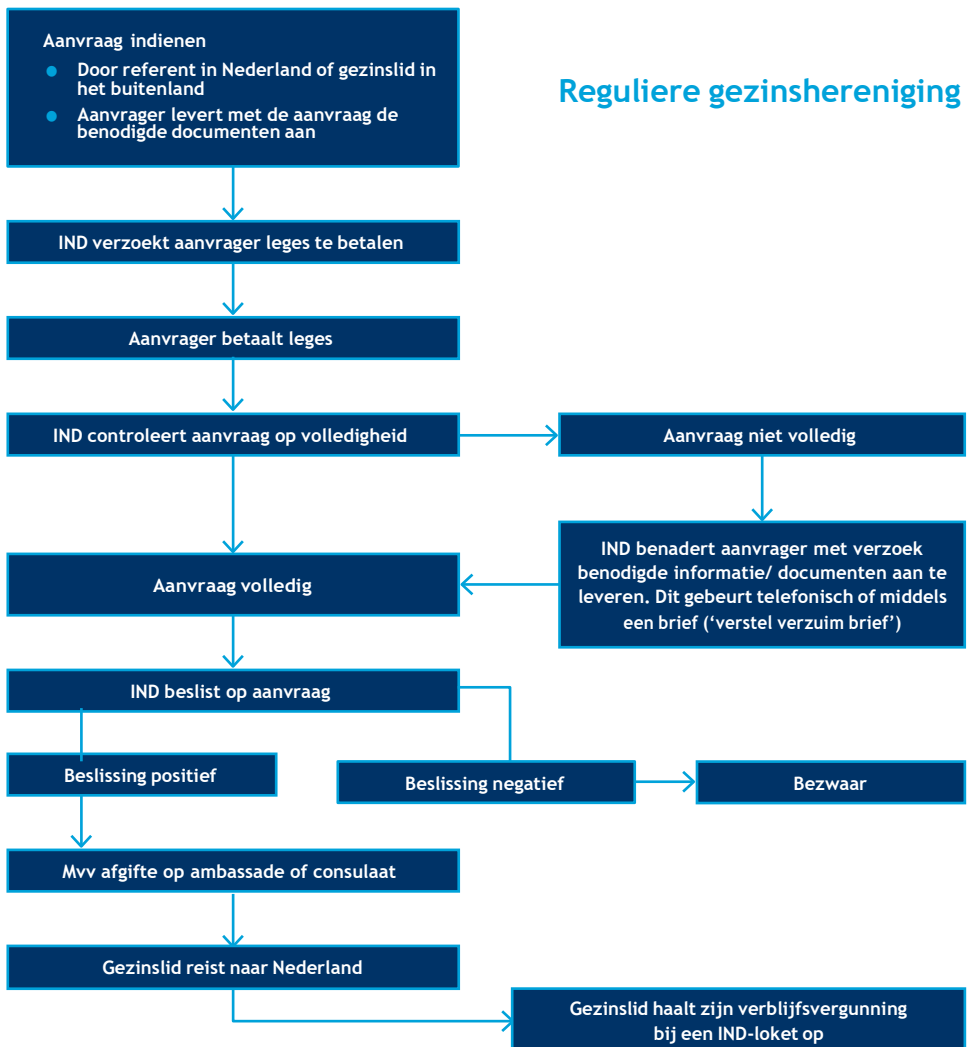 Aanvraag indienen
Door referent in Nederland of gezinslid in
het buitenland
Aanvrager levert met de aanvraag de
benodigde documenten aan
Reguliere gezinshereniging
IND verzoekt aanvrager leges te betalen
Aanvrager betaalt leges
IND controleert aanvraag op volledigheid
Aanvraag niet volledig
IND benadert aanvrager met verzoek
benodigde informatie/ documenten aan te
leveren. Dit gebeurt telefonisch of middels
een brief (‘verstel verzuim brief’)
Aanvraag volledig
IND beslist op aanvraag
Beslissing positief
Beslissing negatief
Bezwaar
Mvv afgifte op ambassade of consulaat
Gezinslid reist naar Nederland
Gezinslid haalt zijn verblijfsvergunning
bij een IND-loket op